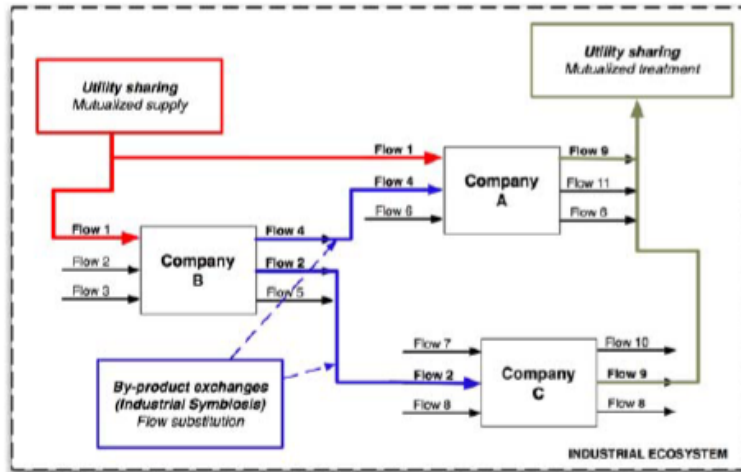 Utility sharing
Mutualized supply
Utility sharing
Mutualized treatment
Flow 1
Flow 9
Flow 4
Company
A
Flow 11
Flow 6
Flow 8
Flow 1
Flow 4
Flow 2
Company
B
Flow 2
Flow 3
Flow 5
Flow 7
Flow 10
By-product exchanges
(Industrial Symbiosis)
Flow substitution
Flow 2
Company
C
Flow 9
Flow 8
Flow 8
INDUSTRIAL ECOSYSTEM